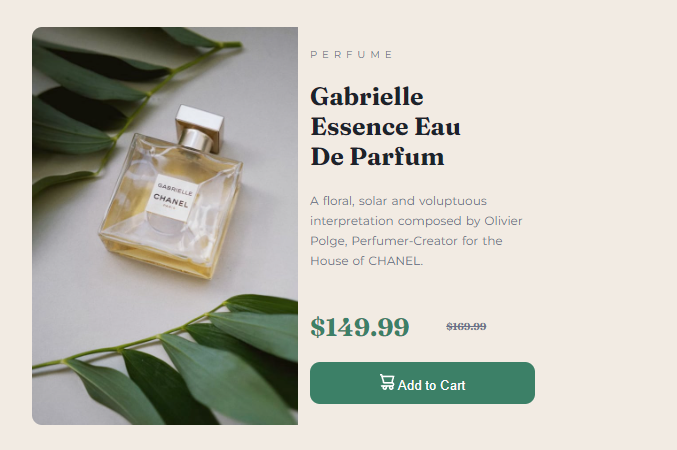 PERFUME
Gabrielle
Essence Eau
De Parfum
A floral, solar and voluptuous
interpretation composed by Olivier
Polge, Perfumer-Creator for the
House of CHANEL.
$149.99 $169.99
Add to Cart
GABRIELLE
CHANEL
PARIS